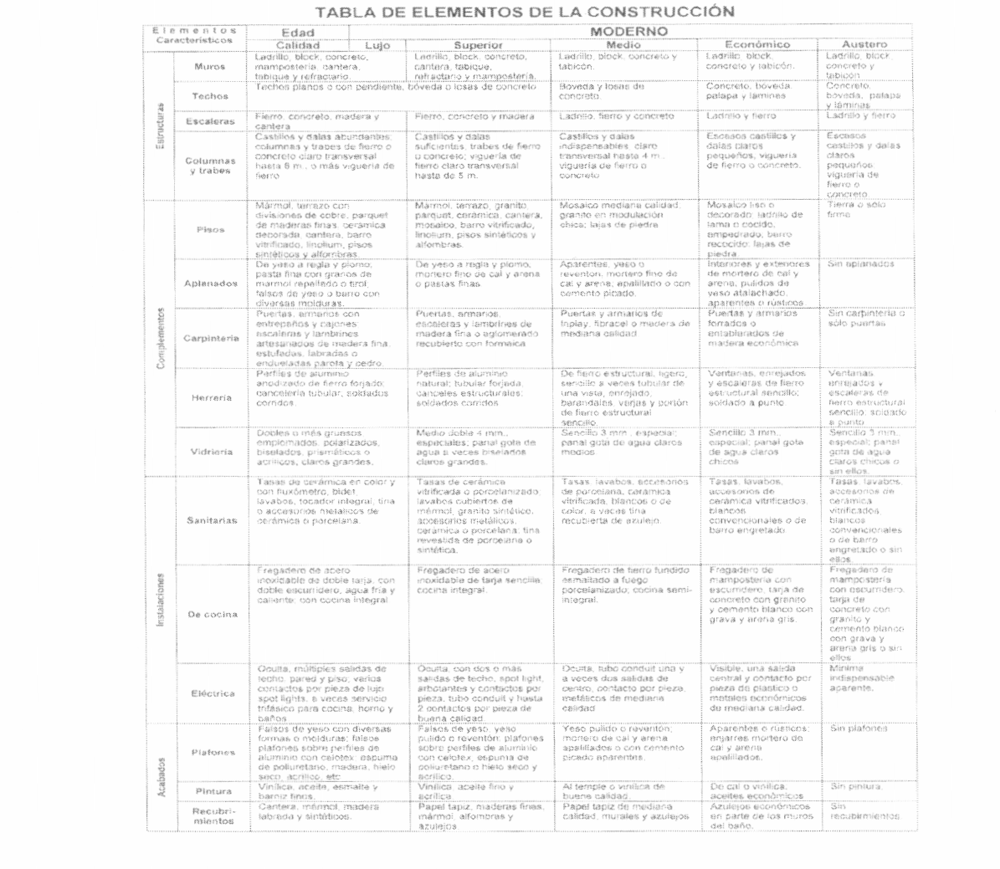 TABLA DE ELEMENTOS DE LA CONSTRUCCIÓN
Elementos Característicos
Edad
MODERNO
Calidad
Lujo
Superior
Medio
Económico
Austero
Estructuras
Muros
Ladrillo, block, concreto,
mampostería, cantera,
tabique y refractario.
Ladrillo, block, concreto,
cantera, tabique,
refractario y mampostería.
Ladrillo, block, concreto y
tabicón.
Ladrillo, block,
concreto y tabicón.
Ladrillo, block,
concreto y
tabicón
Techos
Techos planos o con pendiente, bóveda o losas de concreto
Bóveda y losas de
concreto.
Concreto, bóveda,
palapa y láminas
Concreto,
bóveda, palapa
y láminas
Escaleras
Fierro, concreto, madera y
cantera
Fierro, concreto y madera
Ladrillo, fierro y concreto
Ladrillo y fierro
Ladrillo y fierro
Columnas
y trabes
Castillos y dalas abundantes;
columnas y trabes de fierro o
concreto claro transversal
hasta 6 m., o más viguería de
fierro
Castillos y dalas
suficientes, trabes de fierro
o concreto; viguería de
fierro claro transversal
hasta de 5 m.
Castillos y dalas
indispensables, claro
transversal hasta 4 m.,
viguería de fierro o
concreto
Escasos castillos y
dalas claros
pequeños, viguería
de fierro o concreto.
Escasos
castillos y dalas
claros
pequeños,
viguería de
fierro o
concreto
Complementos
Pisos
Mármol, terrazo con
divisiones de cobre, parquet
de maderas finas, cerámica
decorada, cantera, barro
vitrificado, linolium, pisos
sintéticos y alfombras.
Mármol, terrazo, granito
parquet, cerámica, cantera,
mosaico, barro vitrificado,
linolium, pisos sintéticos y
alfombras.
Mosaico mediana calidad;
granito en modulación
chica; lajas de piedra
Mosaico liso o
decorado, ladrillo de
lama o cocido,
empedrado, barro
recocido; lajas de
piedra.
Tierra o sólo
firme
Aplanados
De yeso a regla y plomo,
pasta fina con granos de
mármol repellado o tirol,
falsos de yeso o barro con
diversas molduras.
De yeso a regla y plomo,
mortero fino de cal y arena
o pastas finas
Aparentes, yeso o
reventón, mortero fino de
cal y arena, apalillado o con
cemento picado.
Interiores y exteriores
de mortero de cal y
arena, pulidos de
yeso atalachado,
aparentes o rústicos
Sin aplanados
Carpintería
Puertas, armarios con
entrepaños y cajones
escaleras y lambrines
artesanados de madera fina,
estufadas, labradas o
endueladas parota y cedro.
Puertas, armarios,
escaleras y lambrines de
madera fina o aglomerado
recubierto con formaica
Puertas y armarios de
triplay, fibracel o madera de
mediana calidad
Puertas y armarios
forrados o
entablerados de
madera económica
Sin carpintería o
sólo puertas
Herrería
Perfiles de aluminio
anodizado de fierro forjado;
cancelería tubular, soldados
corridos.
Perfiles de aluminio
natural; tubular forjada,
canceles estructurales;
soldados corridos
De fierro estructural, ligero,
sencillo a veces tubular de
una vista, enrejado,
barandales, verjas y portón
de fierro estructural
sencillo.
Ventanas, enrejados
y escaleras de fierro
estructural sencillo;
soldado a punto.
Ventanas
enrejados y
escaleras de
fierro estructural
sencillo; soldado
a punto
Vidriería
Dobles o más gruesos
emplomados, polarizados,
biselados, prismáticos o
acrílicos, claros grandes.
Medio doble 4 mm.,
especiales; panal gota de
agua a veces biselados
claros grandes.
Sencillo 3 mm., especial;
panal gota de agua claros
medios
Sencillo 3 mm.,
especial; panal gota
de agua claros
chicos
Sencillo 3 mm.,
especial; panal
gota de agua
claros chicos o
sin ellos.
Instalaciones
Sanitarias
Tasas de cerámica en color y
con fluxómetro, bidet,
lavabos, tocador integral, tina
o accesorios metálicos de
cerámica o porcelana.
Tasas de cerámica
vitrificada o porcelanizado
lavabos cubiertos de
mármol, granito sintético,
accesorios metálicos,
cerámica o porcelana; tina
revestida de porcelana o
sintética.
Tasas, lavabos, accesorios
de porcelana, cerámica
vitrificada, blancos o de
color, a veces tina
recubierta de azulejo.
Tasas, lavabos,
accesorios de
cerámica vitrificados,
blancos
convencionales o de
barro engretado
Tasas, lavabos,
accesorios de
cerámica
vitrificados,
blancos
convencionales
o de barro
engretado o sin
ellos.
De cocina
Fregadero de acero
inoxidable de doble tarja, con
doble escurridero, agua fría y
caliente; con cocina integral
Fregadero de acero
inoxidable de tarja sencilla;
cocina integral.
Fregadero de fierro fundido
esmaltado a fuego
porcelanizado; cocina semi-
integral.
Fregadero de
mampostería con
escurridero, tarja de
concreto con granito
y cemento blanco con
grava y arena gris.
Fregadero de
mampostería
con escurridero,
tarja de
concreto con
granito y
cemento blanco
con grava y
arena gris o sin
ellos
Eléctrica
Oculta, múltiples salidas de
techo, pared y piso; varios
contactos por pieza de lujo
spot lights, a veces servicio
trifásico para cocina, horno y
baños
Oculta, con dos o más
salidas de techo, spot light,
arbotantes y contactos por
pieza, tubo conduit y hasta
2 contactos por pieza de
buena calidad
Oculta, tubo conduit una y
a veces dos salidas de
centro, contacto por pieza,
metálicos de mediana
calidad
Visible, una salida
central y contacto por
pieza de plástico o
metales económicos
de mediana calidad.
Mínima
indispensable
aparente.
Acabados
Plafones
Falsos de yeso con diversas
formas o molduras; falsos
plafones sobre perfiles de
aluminio con celotex, espuma
de poliuretano, madera, hielo
seco, acrílico, etc
Falsos de yeso, yeso
pulido o reventón; plafones
sobre perfiles de aluminio
con celotex, espuma de
poliuretano o hielo seco y
acrílico.
Yeso pulido o reventón;
mortero de cal y arena
apalillados o con cemento
picado aparentes.
Aparentes o rústicos;
enjarres mortero de
cal y arena
apalillados.
Sin plafones
Pintura
Vinílica, aceite, esmalte y
barniz finos.
Vinílica, aceite fino y
acrílica
Al temple o vinílica de
buena calidad.
De cal o vinílica,
aceites económicos
Sin pintura.
Recubri-
mientos
Cantera, mármol, madera
labrada y sintéticos.
Papel tapiz, maderas finas,
mármol, alfombras y
azulejos
Papel tapiz de mediana
calidad, murales y azulejos
Azulejos económicos
en parte de los muros
del baño.
Sin
recubrimientos